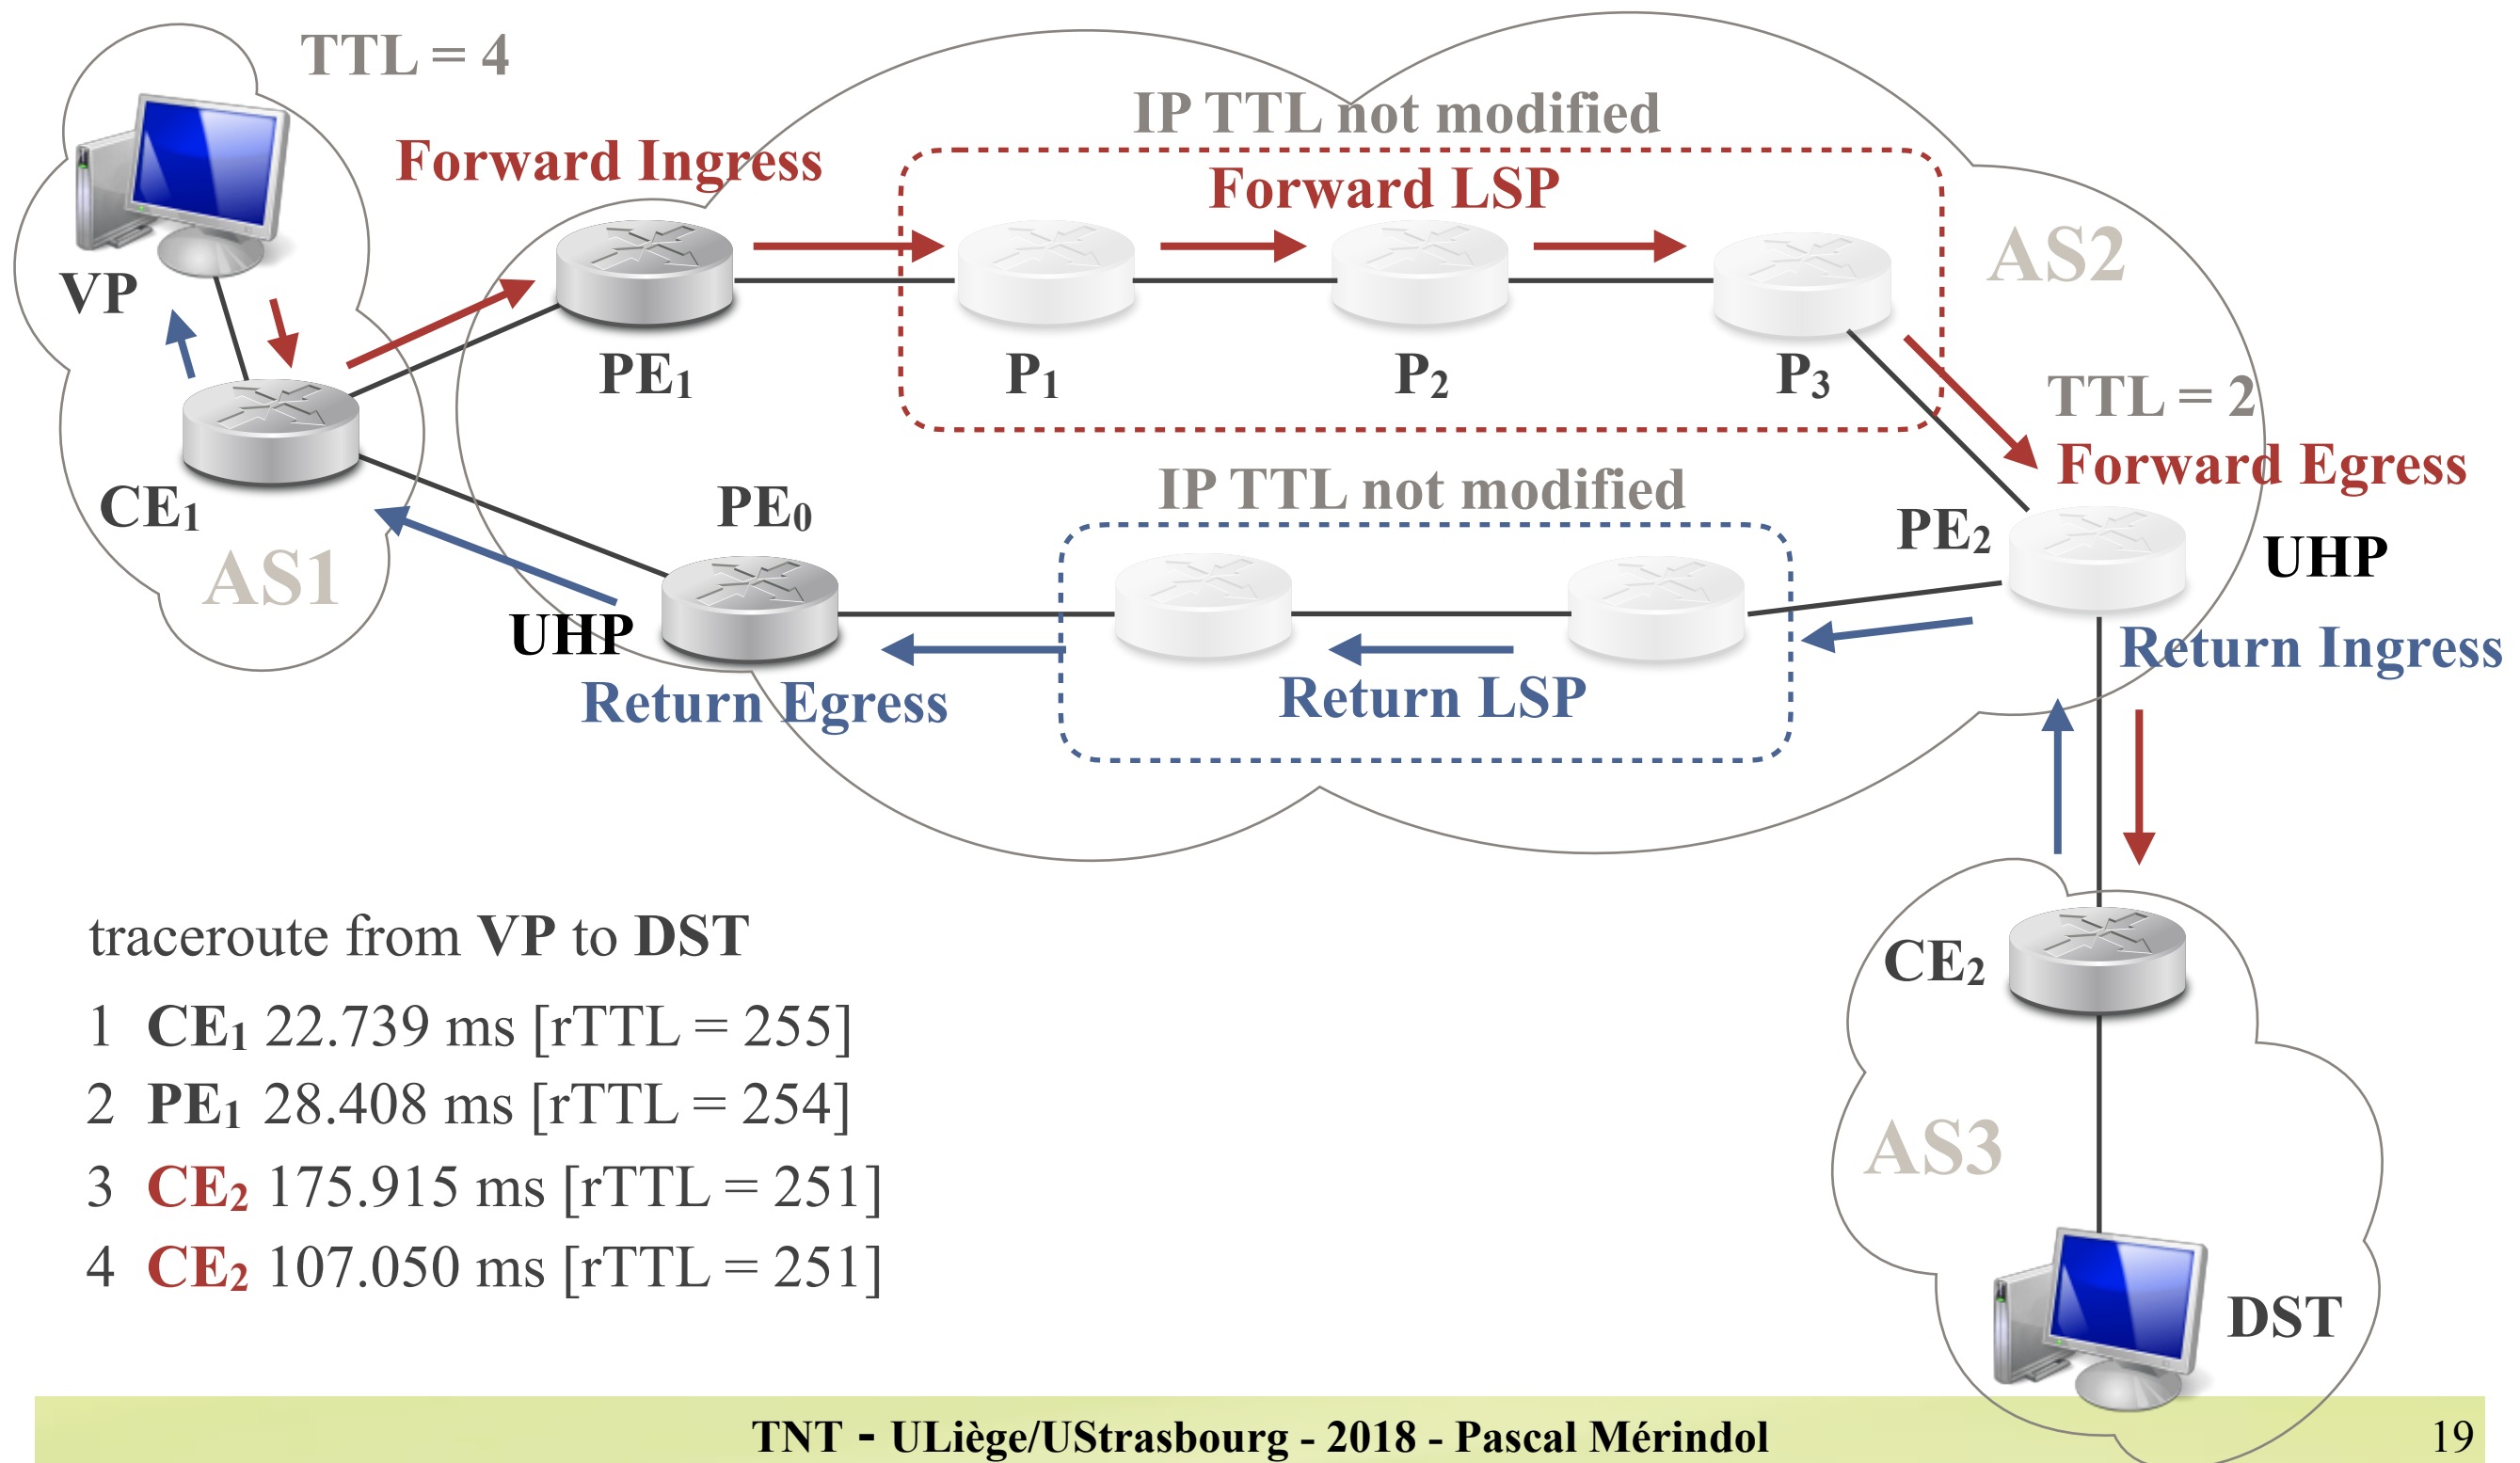 TTL = 4
IP TTL not modified
Forward Ingress
Forward LSP
AS2
VP
PE₁
P₁
P₂
P₃
TTL = 2
Forward Egress
IP TTL not modified
CE₁
PE₀
PE₂
UHP
AS1
UHP
Return Ingress
Return Egress
Return LSP
traceroute from VP to DST
1 CE₁ 22.739 ms [rTTL = 255]
2 PE₁ 28.408 ms [rTTL = 254]
3 CE₂ 175.915 ms [rTTL = 251]
4 CE₂ 107.050 ms [rTTL = 251]
CE₂
AS3
DST
TNT - ULiège/UStrasbourg - 2018 - Pascal Mérindol
19